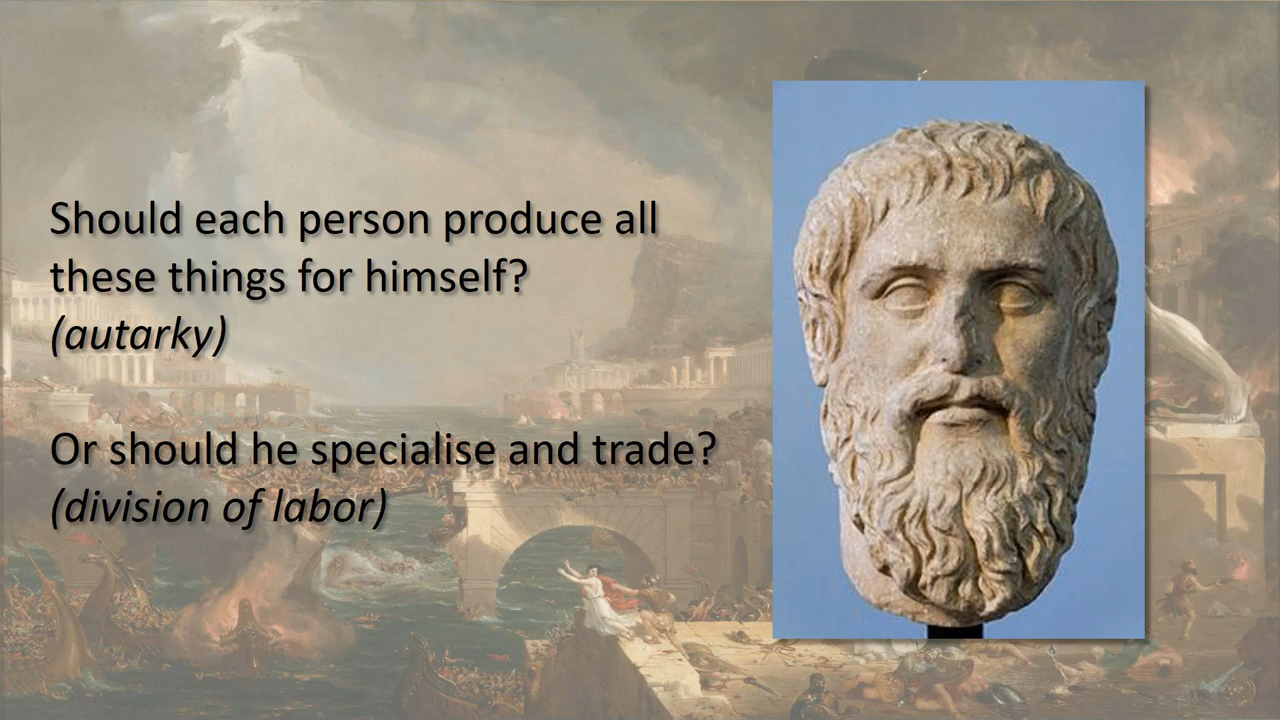 Should each person produce all
these things for himself?
(autarky)
Or should he specialise and trade?
(division of labor)